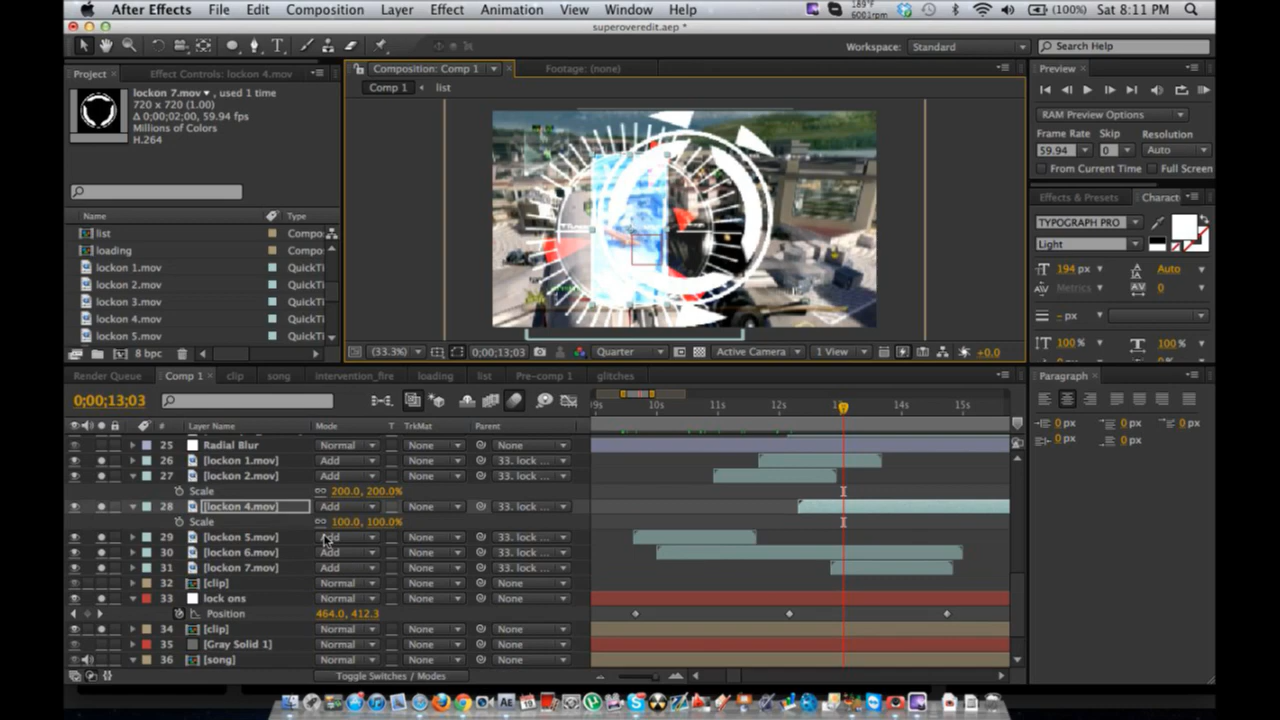 After Effects File Edit Composition Layer Effect Animation View Window Help 189°F 6001rpm (100%) Sat 8:11 PM
superoveredit.aep *
Workspace: Standard Search Help
Project Effect Controls: lockon 4.mov Composition: Comp 1 Footage: (none) Preview
lockon 7.mov , used 1 time Comp 1 list
720 x 720 (1.00)
Δ 0;00;02;00, 59.94 fps
Millions of Colors
H.264
RAM Preview Options
Frame Rate Skip Resolution
59.94 0 Auto
From Current Time Full Screen
Effects & Presets Charact
Name Type
TYPOGRAPH PRO
list Compo
Light
loading Compo
lockon 1.mov QuickTi
194 px Auto
lockon 2.mov QuickTi
Metrics 0
lockon 3.mov QuickTi
lockon 4.mov QuickTi
- px
lockon 5.mov QuickTi
100 % 100 %
8 bpc (33.3%) 0;00;13;03 Quarter Active Camera 1 View +0.0
Render Queue Comp 1 clip song intervention_fire loading list Pre-comp 1 glitches Paragraph
0;00;13;03 10s 11s 14s 15s
# Layer Name Mode T TrkMat Parent
0 px 0 px 0 px
0 px 0 px
25 Radial Blur Normal None None
26 [lockon 1.mov] Add None 33. lock ...
27 [lockon 2.mov] Add None 33. lock ...
Scale 200.0, 200.0%
28 [lockon 4.mov] Add None 33. lock ...
Scale 100.0, 100.0%
29 [lockon 5.mov] Add None 33. lock ...
30 [lockon 6.mov] Add None 33. lock ...
31 [lockon 7.mov] Add None 33. lock ...
32 [clip] Normal None None
33 lock ons Normal None None
Position 464.0, 412.3
34 [clip] Normal None None
35 [Gray Solid 1] Normal None None
36 [song] Normal None None
Toggle Switches / Modes